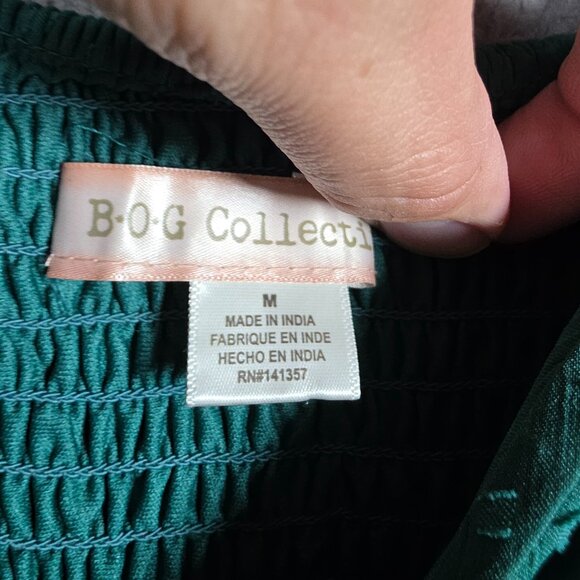 B·O·G Collecti
M
MADE IN INDIA
FABRIQUE EN INDE
HECHO EN INDIA
RN#141357